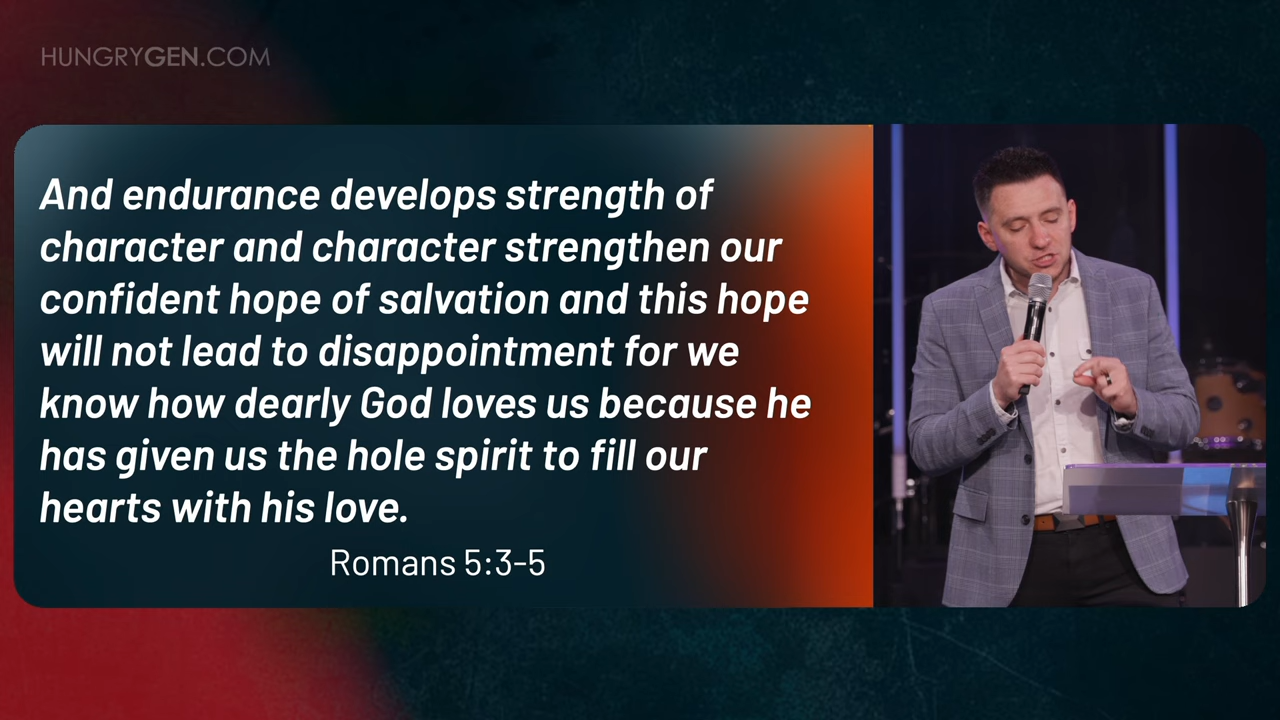 HUNGRYGEN.COM
And endurance develops strength of
character and character strengthen our
confident hope of salvation and this hope
will not lead to disappointment for we
know how dearly God loves us because he
has given us the hole spirit to fill our
hearts with his love.
Romans 5:3-5